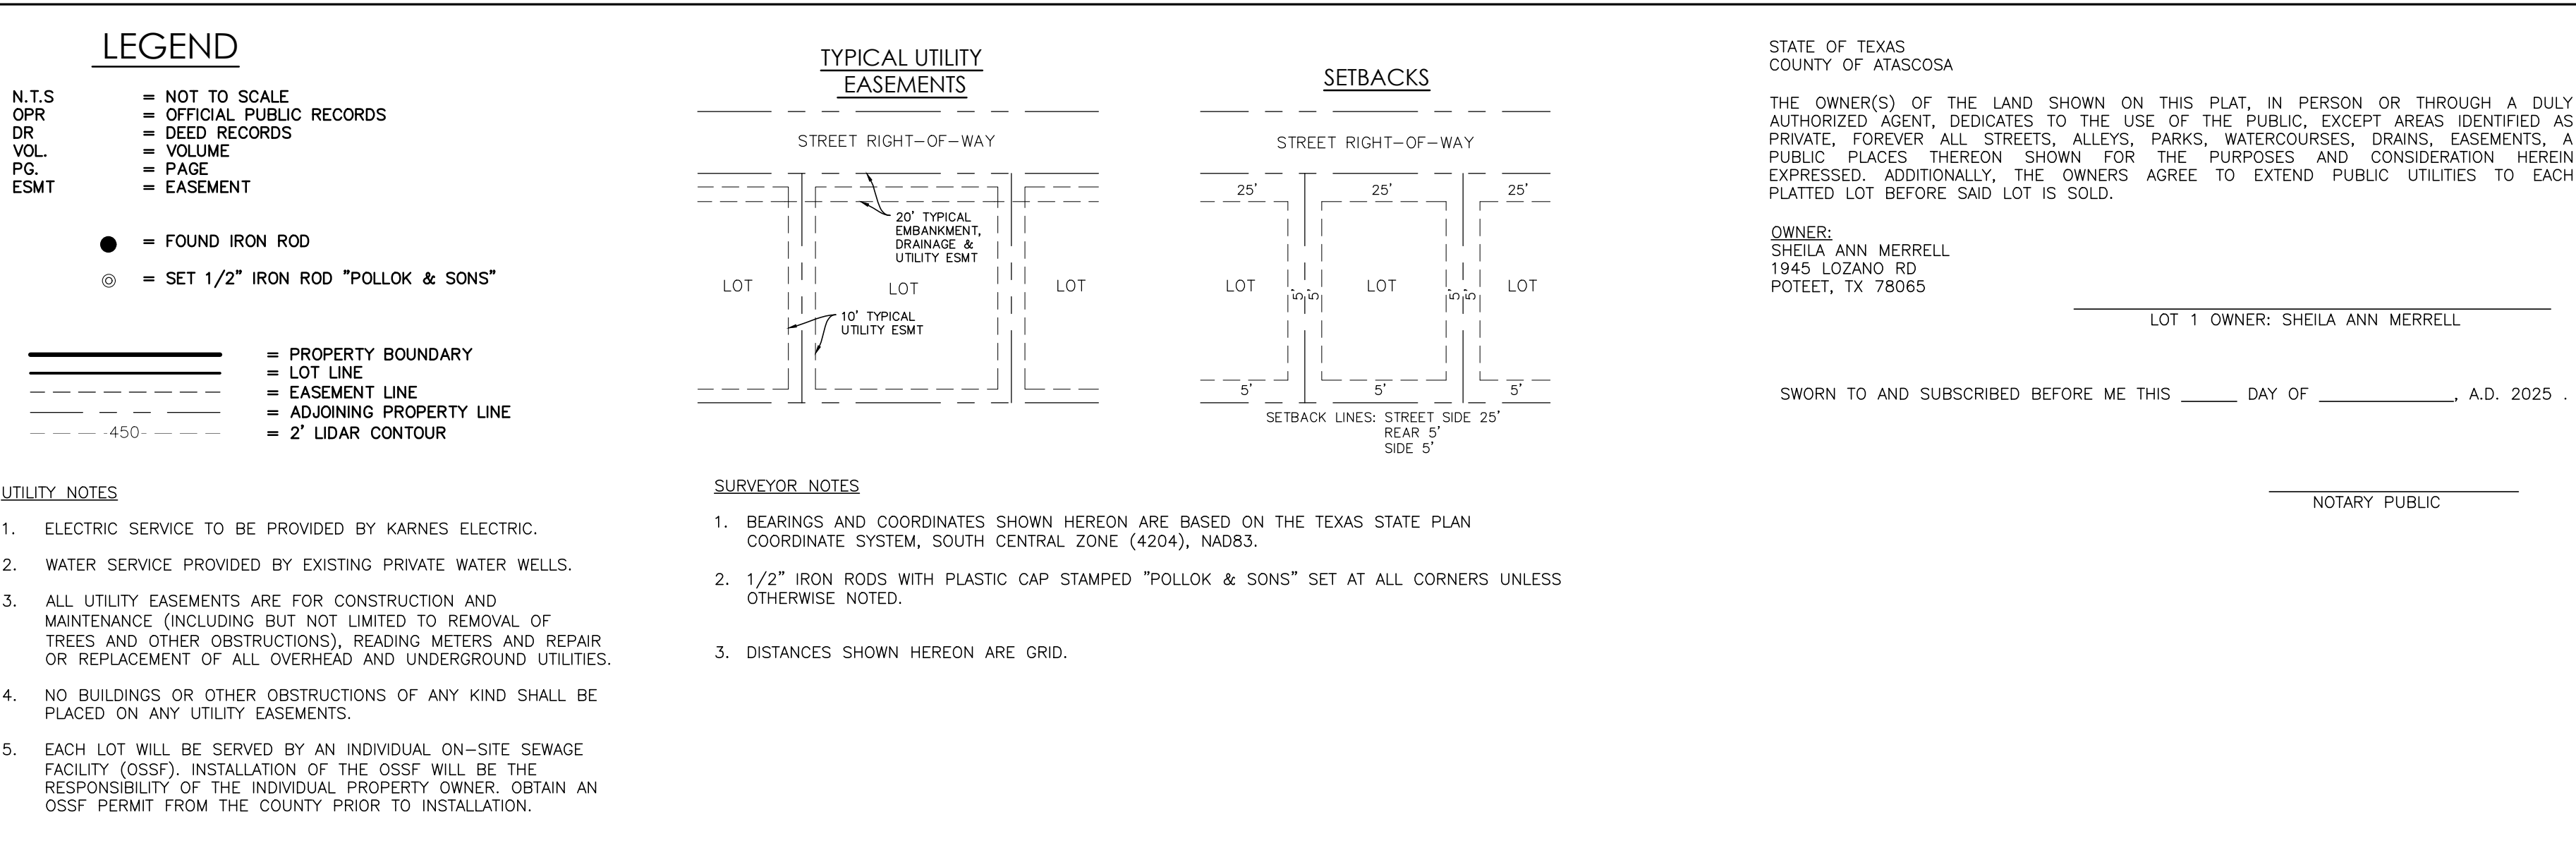 LEGEND
N.T.S = NOT TO SCALE
OPR = OFFICIAL PUBLIC RECORDS
DR = DEED RECORDS
VOL. = VOLUME
PG. = PAGE
ESMT = EASEMENT
= FOUND IRON ROD
= SET 1/2" IRON ROD "POLLOK & SONS"
= PROPERTY BOUNDARY
= LOT LINE
= EASEMENT LINE
= ADJOINING PROPERTY LINE
450 = 2' LIDAR CONTOUR
UTILITY NOTES
1. ELECTRIC SERVICE TO BE PROVIDED BY KARNES ELECTRIC.
2. WATER SERVICE PROVIDED BY EXISTING PRIVATE WATER WELLS.
3. ALL UTILITY EASEMENTS ARE FOR CONSTRUCTION AND
MAINTENANCE (INCLUDING BUT NOT LIMITED TO REMOVAL OF
TREES AND OTHER OBSTRUCTIONS), READING METERS AND REPAIR
OR REPLACEMENT OF ALL OVERHEAD AND UNDERGROUND UTILITIES.
4. NO BUILDINGS OR OTHER OBSTRUCTIONS OF ANY KIND SHALL BE
PLACED ON ANY UTILITY EASEMENTS.
5. EACH LOT WILL BE SERVED BY AN INDIVIDUAL ON-SITE SEWAGE
FACILITY (OSSF). INSTALLATION OF THE OSSF WILL BE THE
RESPONSIBILITY OF THE INDIVIDUAL PROPERTY OWNER. OBTAIN AN
OSSF PERMIT FROM THE COUNTY PRIOR TO INSTALLATION.
TYPICAL UTILITY
EASEMENTS
STREET RIGHT-OF-WAY
20' TYPICAL
EMBANKMENT,
DRAINAGE &
UTILITY ESMT
LOT LOT LOT
10' TYPICAL
UTILITY ESMT
SETBACKS
STREET RIGHT-OF-WAY
25' 25' 25'
LOT 5' 5' LOT 5' 5' LOT
5' 5' 5'
SETBACK LINES: STREET SIDE 25'
REAR 5'
SIDE 5'
SURVEYOR NOTES
1. BEARINGS AND COORDINATES SHOWN HEREON ARE BASED ON THE TEXAS STATE PLAN
COORDINATE SYSTEM, SOUTH CENTRAL ZONE (4204), NAD83.
2. 1/2" IRON RODS WITH PLASTIC CAP STAMPED "POLLOK & SONS" SET AT ALL CORNERS UNLESS
OTHERWISE NOTED.
3. DISTANCES SHOWN HEREON ARE GRID.
STATE OF TEXAS
COUNTY OF ATASCOSA
THE OWNER(S) OF THE LAND SHOWN ON THIS PLAT, IN PERSON OR THROUGH A DULY
AUTHORIZED AGENT, DEDICATES TO THE USE OF THE PUBLIC, EXCEPT AREAS IDENTIFIED AS
PRIVATE, FOREVER ALL STREETS, ALLEYS, PARKS, WATERCOURSES, DRAINS, EASEMENTS, A
PUBLIC PLACES THEREON SHOWN FOR THE PURPOSES AND CONSIDERATION HEREIN
EXPRESSED. ADDITIONALLY, THE OWNERS AGREE TO EXTEND PUBLIC UTILITIES TO EACH
PLATTED LOT BEFORE SAID LOT IS SOLD.
OWNER:
SHEILA ANN MERRELL
1945 LOZANO RD
POTEET, TX 78065
LOT 1 OWNER: SHEILA ANN MERRELL
SWORN TO AND SUBSCRIBED BEFORE ME THIS ______ DAY OF ______________, A.D. 2025 .
NOTARY PUBLIC